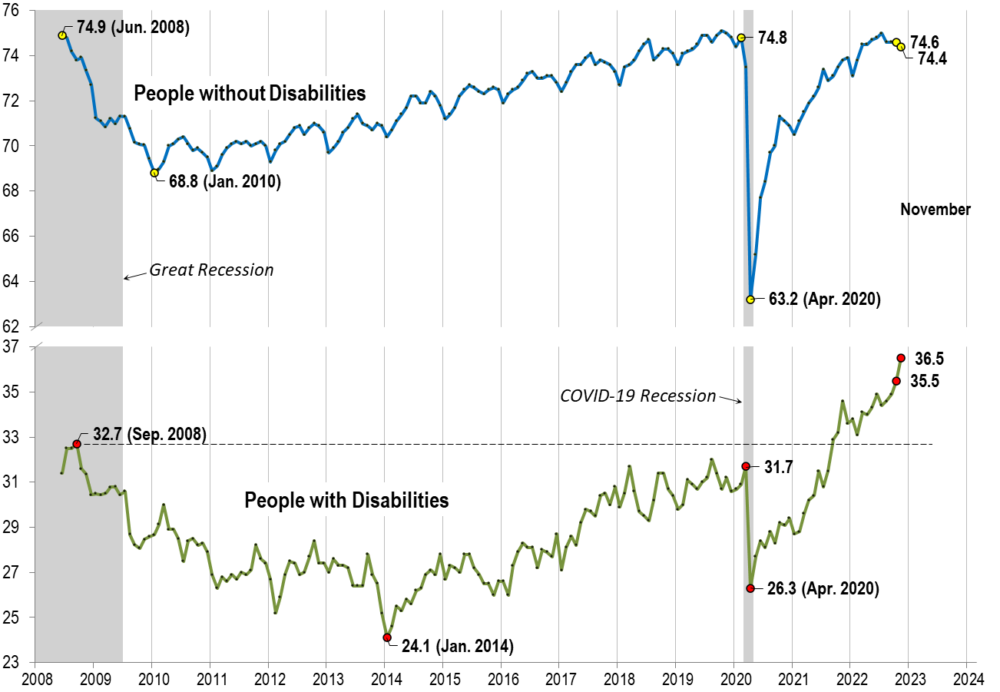 76
74.9 (Jun. 2008)
74.8
74.6
74.4
74
People without Disabilities
72
70
68.8 (Jan. 2010)
68
November
66
Great Recession
64
63.2 (Apr. 2020)
62
37
36.5
35.5
35
COVID-19 Recession
33
32.7 (Sep. 2008)
31.7
31
People with Disabilities
29
27
26.3 (Apr. 2020)
25
24.1 (Jan. 2014)
23
2008 2009 2010 2011 2012 2013 2014 2015 2016 2017 2018 2019 2020 2021 2022 2023 2024